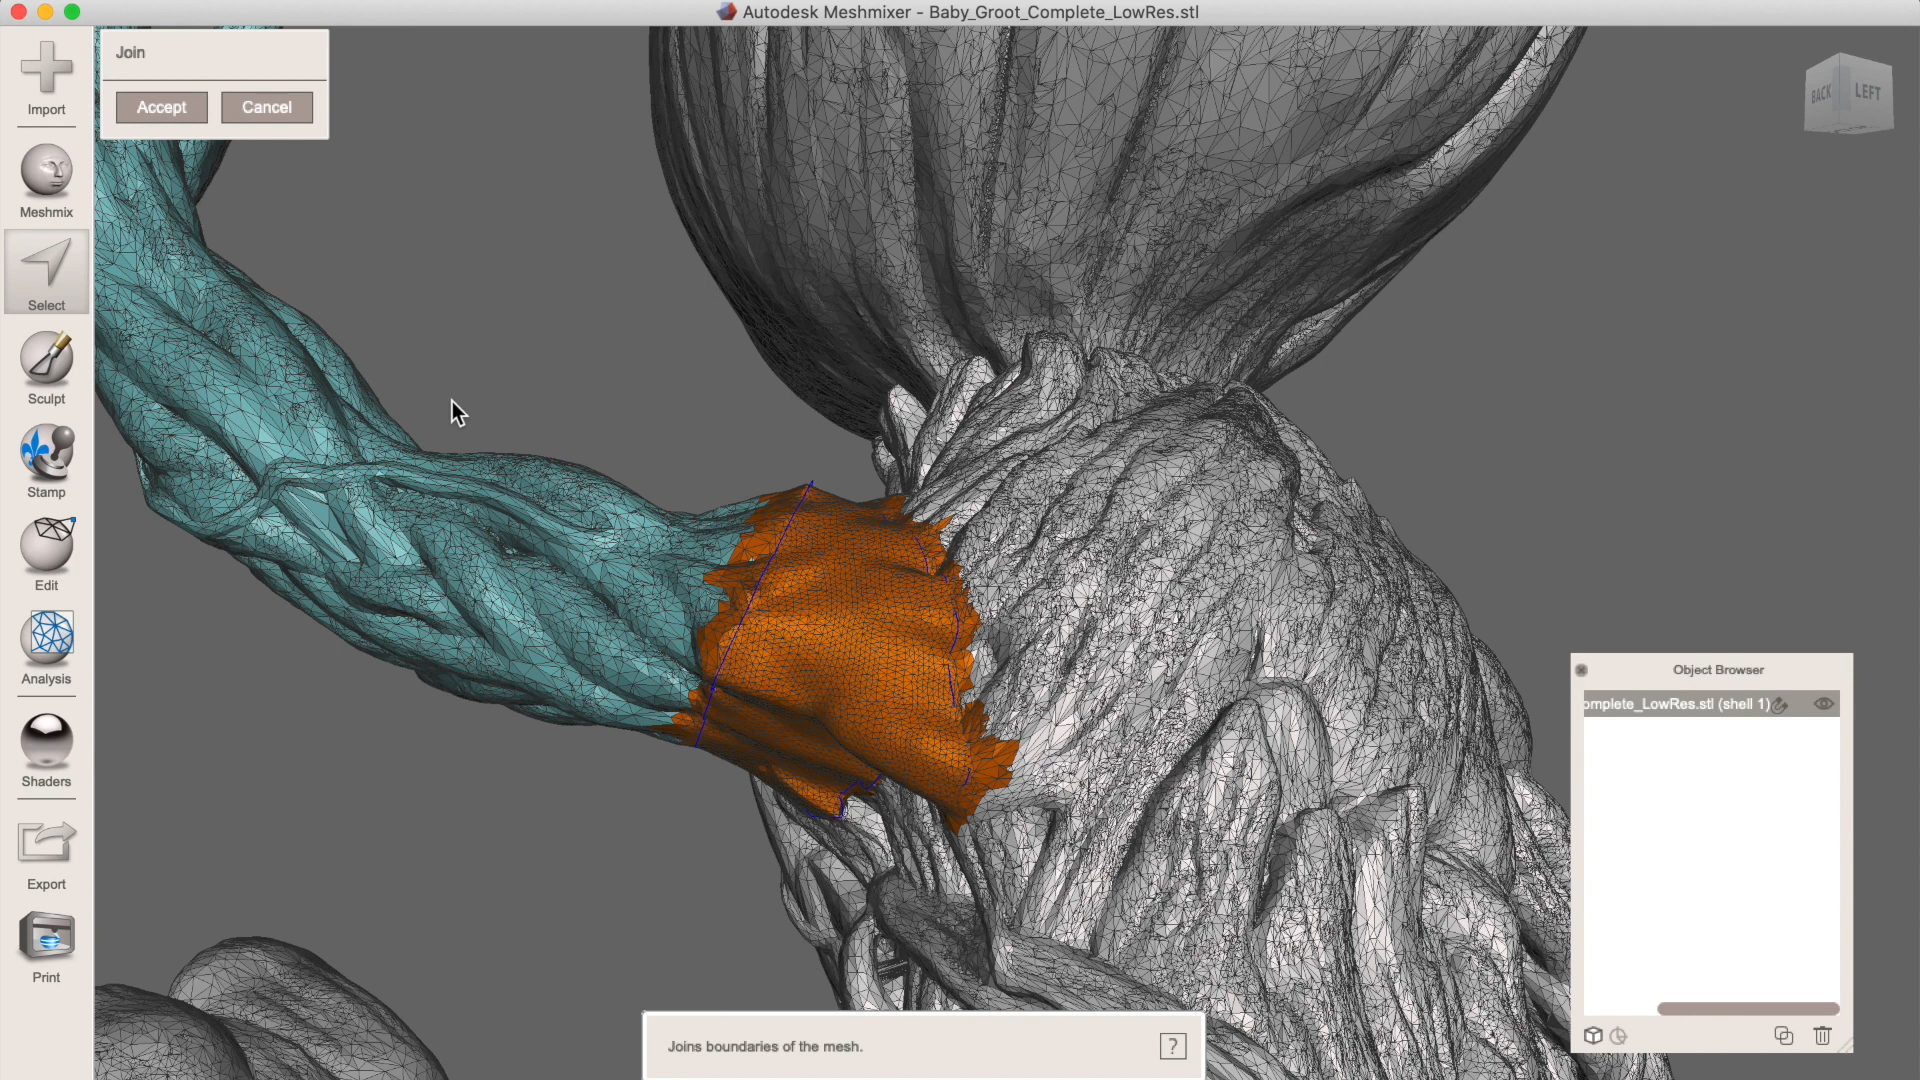 Autodesk Meshmixer - Baby_Groot_Complete_LowRes.stl
Join
Accept
Cancel
Import
Meshmix
Select
Sculpt
Stamp
Edit
Analysis
Shaders
Export
Print
BACK
LEFT
Object Browser
omplete_LowRes.stl (shell 1)
Joins boundaries of the mesh.
?